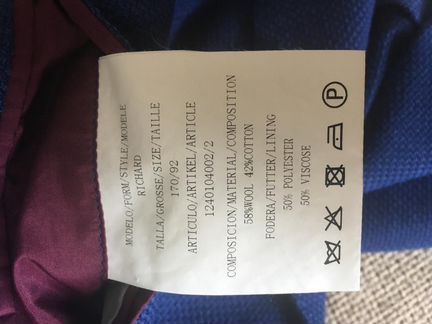 MODELO/FORM/STYLE/MODELE
RICHARD
TALLA/GROSSE/SIZE/TAILLE
170/92
ARTICULO/ARTIKEL/ARTICLE
1240104002/2
COMPOSICION/MATERIAL/COMPOSITION
58%WOOL 42%COTTON
FODERA/FUTTER/LINING
50% POLYESTER
50% VISCOSE
P